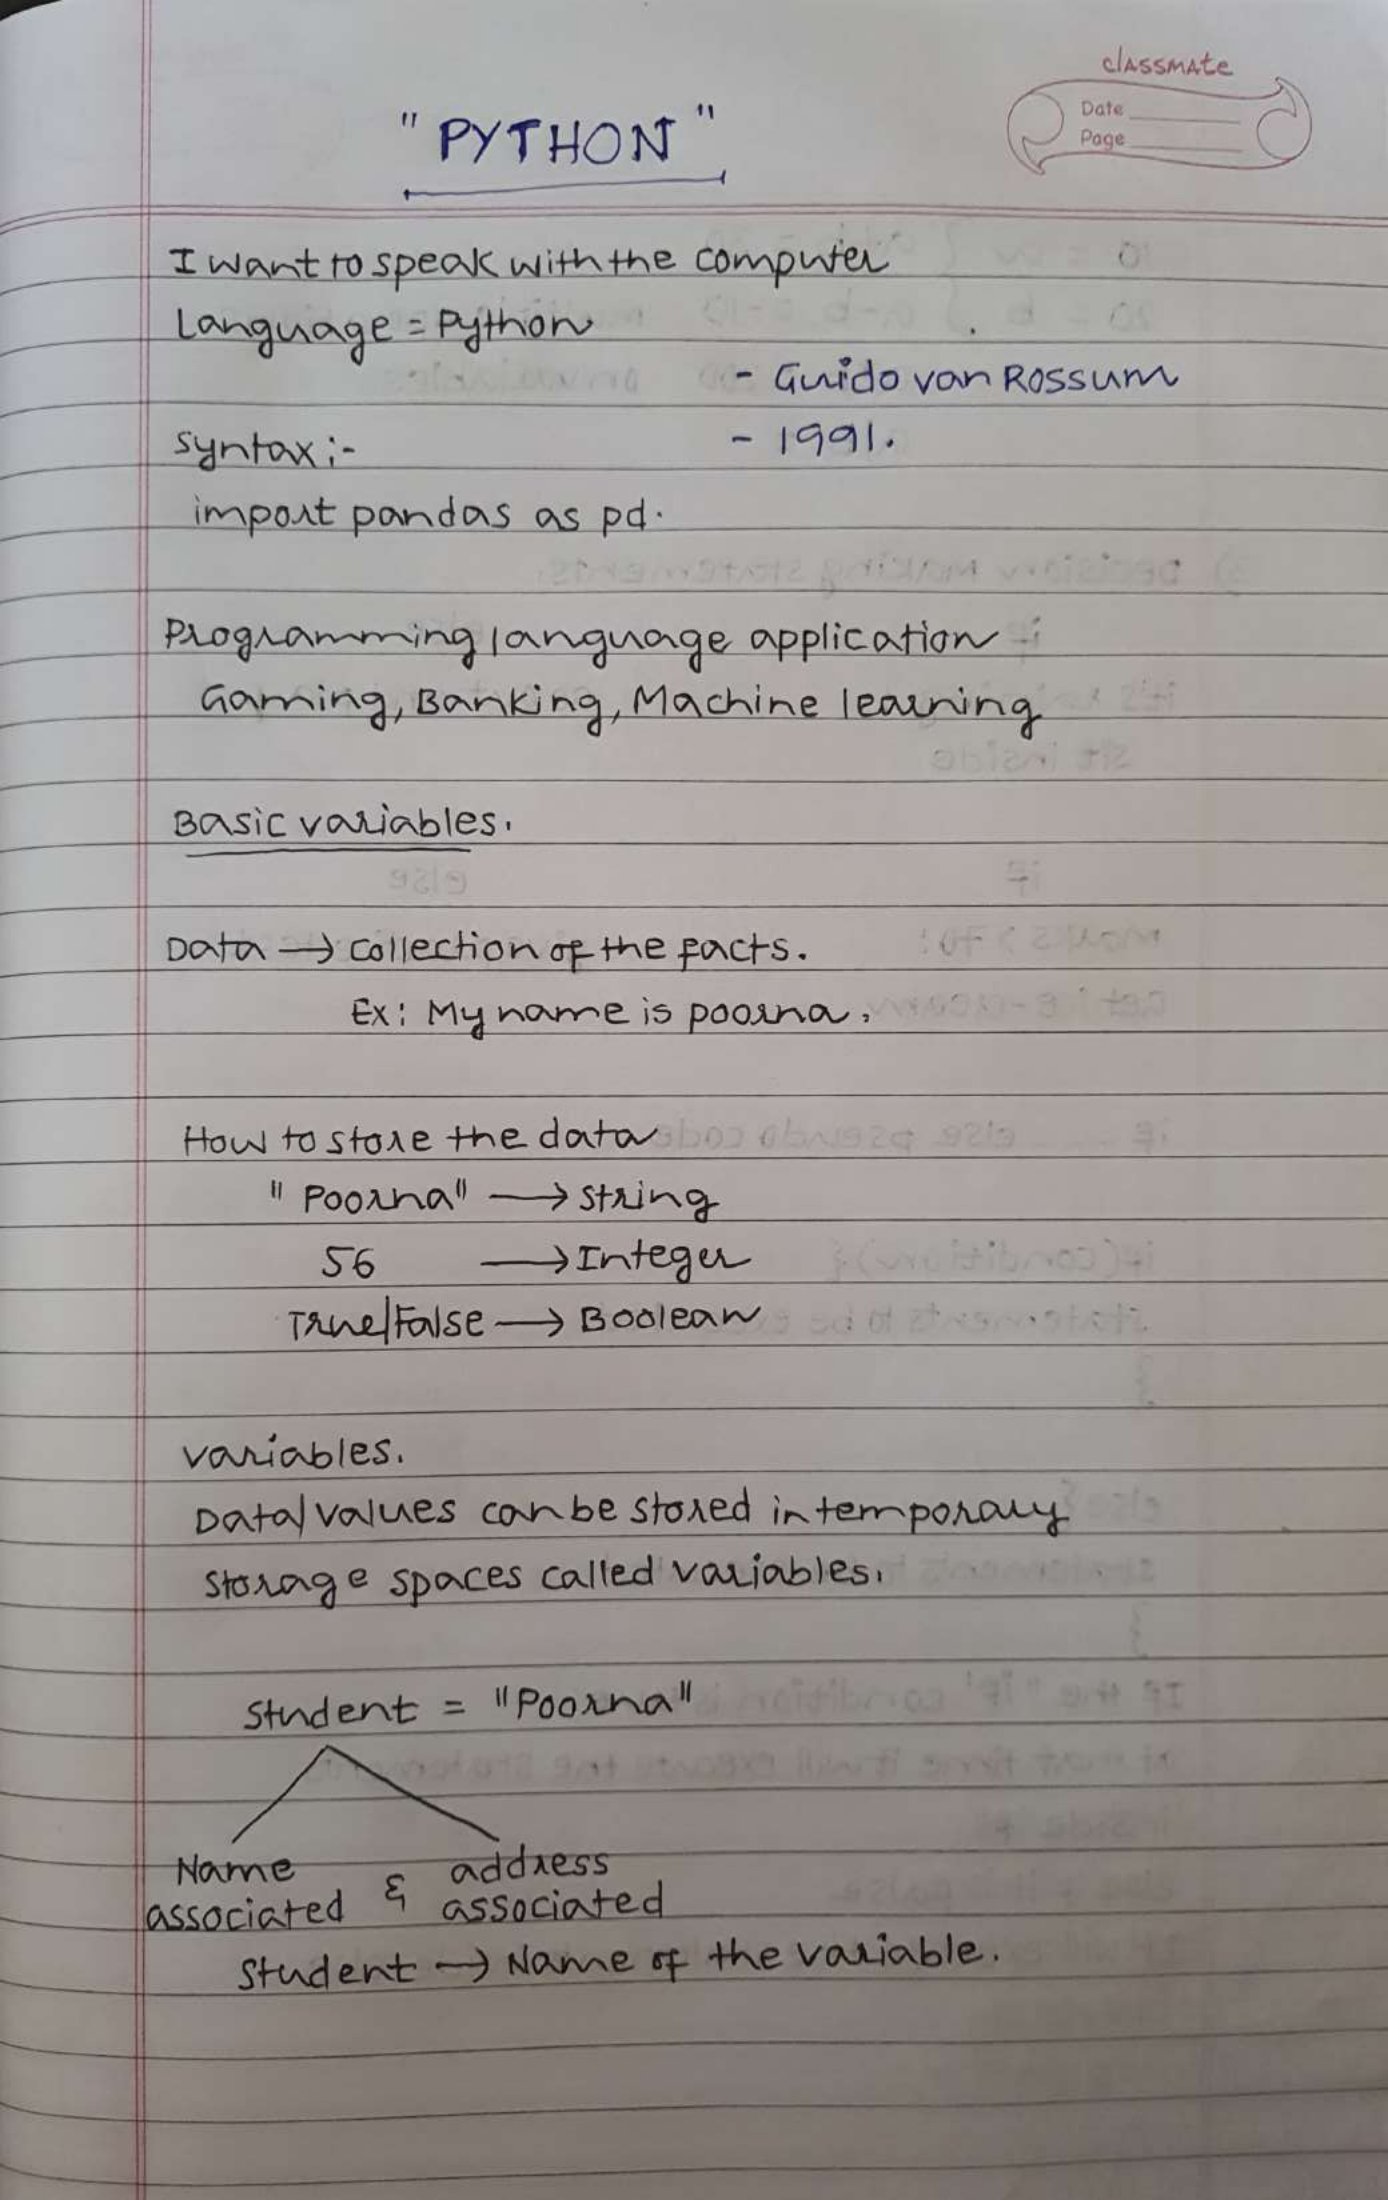 classmate
Date
Page
"PYTHON"
I want to speak with the computer
Language = Python
- Guido van Rossum
- 1991.
Syntax :-
import pandas as pd.
Programming language application
Gaming, Banking, Machine learning
Basic variables.
Data → collection of the facts.
Ex: My name is poorna.
How to store the data
"Poorna" → String
56 → Integer
True/False → Boolean
variables.
Data/values can be stored in temporary
storage spaces called variables.
Student = "Poorna"
Name & address
associated associated
Student → Name of the variable.